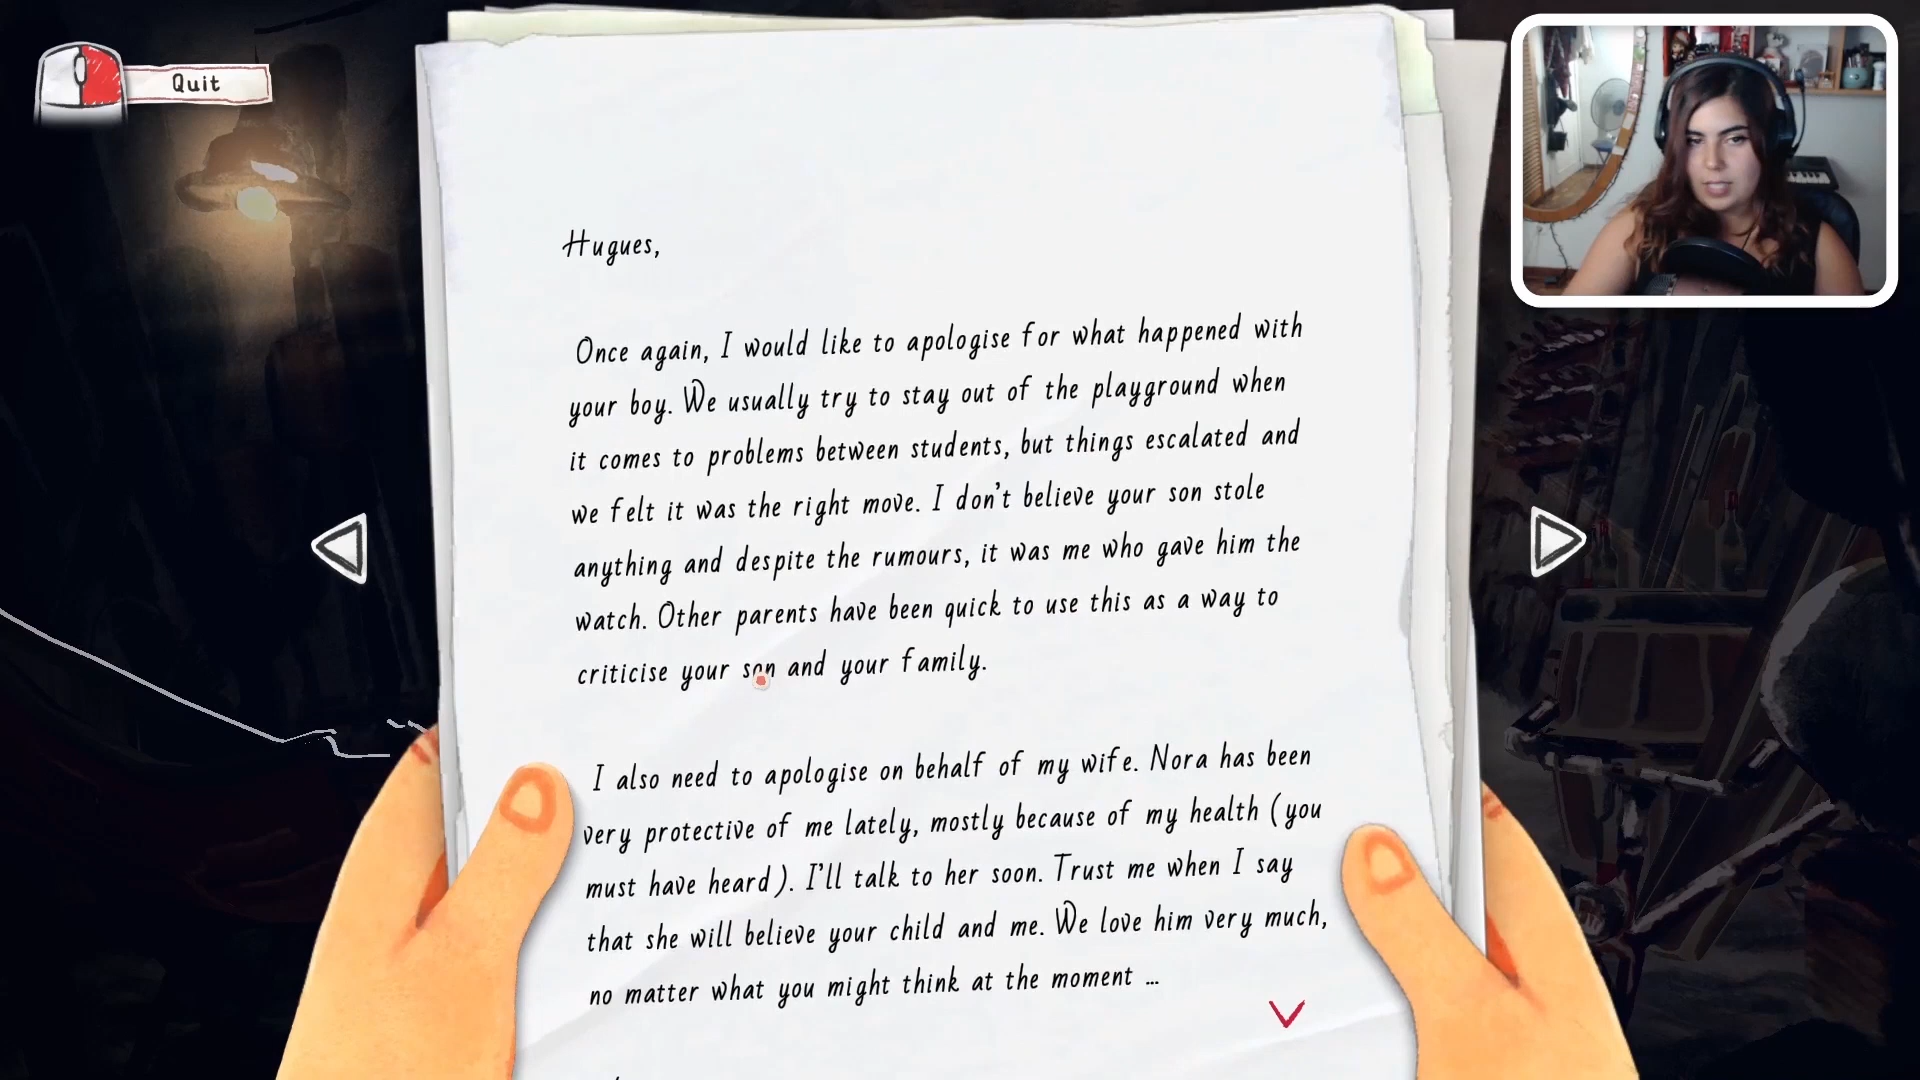 Quit
Hugues,
Once again, I would like to apologise for what happened with
your boy. We usually try to stay out of the playground when
it comes to problems between students, but things escalated and
we felt it was the right move. I don't believe your son stole
anything and despite the rumours, it was me who gave him the
watch. Other parents have been quick to use this as a way to
criticise your son and your family.
I also need to apologise on behalf of my wife. Nora has been
very protective of me lately, mostly because of my health (you
must have heard). I'll talk to her soon. Trust me when I say
that she will believe your child and me. We love him very much,
no matter what you might think at the moment ...